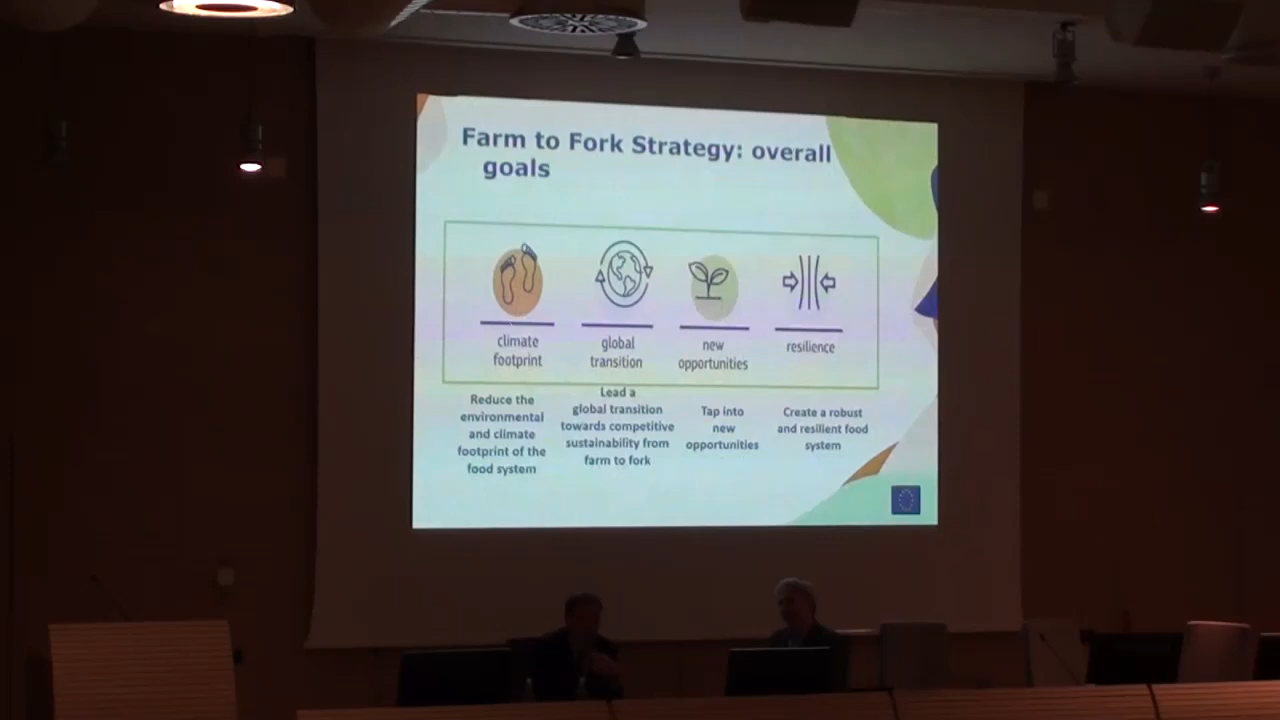 Farm to Fork Strategy: overall
goals
climate
footprint
global
transition
new
opportunities
resilience
Reduce the
environmental
and climate
footprint of the
food system
Lead a
global transition
towards competitive
sustainability from
farm to fork
Tap into
new
opportunities
Create a robust
and resilient food
system